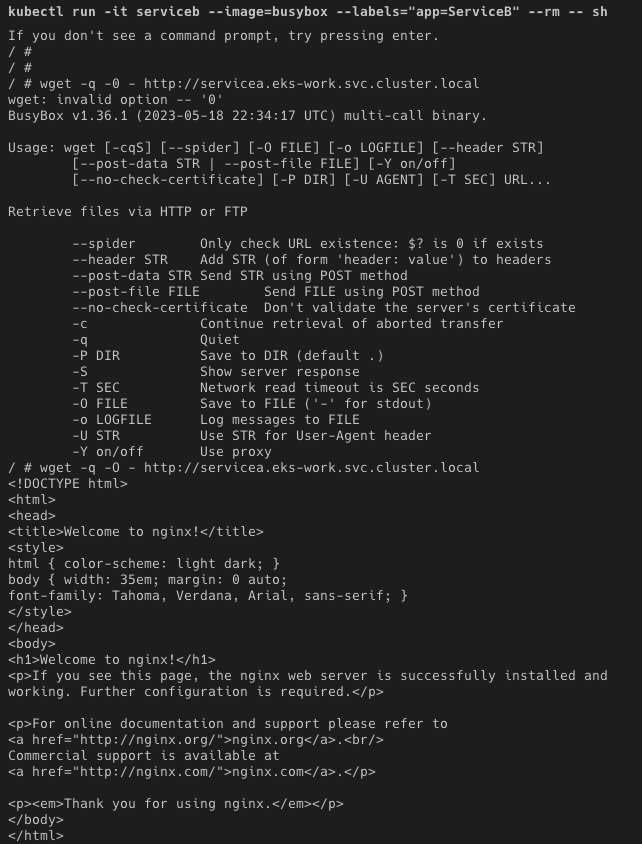 kubectl run -it serviceb --image=busybox --labels="app=ServiceB" --rm -- sh
If you don't see a command prompt, try pressing enter.
/ #
/ #
/ # wget -q -0 - http://servicea.eks-work.svc.cluster.local
wget: invalid option -- '0'
BusyBox v1.36.1 (2023-05-18 22:34:17 UTC) multi-call binary.

Usage: wget [-cqS] [--spider] [-O FILE] [-o LOGFILE] [--header STR]
        [--post-data STR | --post-file FILE] [-Y on/off]
        [--no-check-certificate] [-P DIR] [-U AGENT] [-T SEC] URL...

Retrieve files via HTTP or FTP

        --spider        Only check URL existence: $? is 0 if exists
        --header STR    Add STR (of form 'header: value') to headers
        --post-data STR Send STR using POST method
        --post-file FILE        Send FILE using POST method
        --no-check-certificate  Don't validate the server's certificate
        -c              Continue retrieval of aborted transfer
        -q              Quiet
        -P DIR          Save to DIR (default .)
        -S              Show server response
        -T SEC          Network read timeout is SEC seconds
        -O FILE         Save to FILE ('-' for stdout)
        -o LOGFILE      Log messages to FILE
        -U STR          Use STR for User-Agent header
        -Y on/off       Use proxy
/ # wget -q -O - http://servicea.eks-work.svc.cluster.local
<!DOCTYPE html>
<html>
<head>
<title>Welcome to nginx!</title>
<style>
html { color-scheme: light dark; }
body { width: 35em; margin: 0 auto;
font-family: Tahoma, Verdana, Arial, sans-serif; }
</style>
</head>
<body>
<h1>Welcome to nginx!</h1>
<p>If you see this page, the nginx web server is successfully installed and
working. Further configuration is required.</p>

<p>For online documentation and support please refer to
<a href="http://nginx.org/">nginx.org</a>.<br/>
Commercial support is available at
<a href="http://nginx.com/">nginx.com</a>.</p>

<p><em>Thank you for using nginx.</em></p>
</body>
</html>